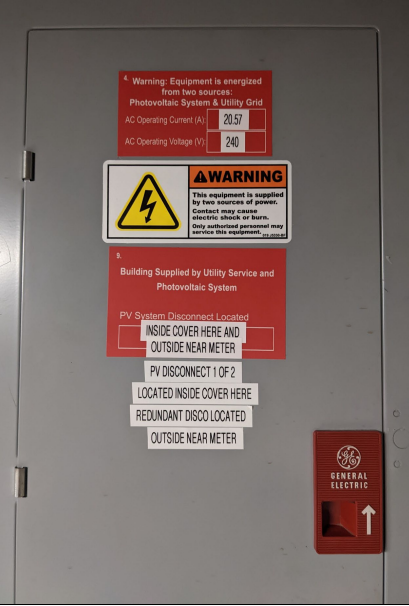 4. Warning: Equipment is energized
from two sources:
Photovoltaic System & Utility Grid
AC Operating Current (A): 20.57
AC Operating Voltage (V): 240
WARNING
This equipment is supplied
by two sources of power.
Contact may cause
electric shock or burn.
Only authorized personnel may
service this equipment.
9.
Building Supplied by Utility Service and
Photovoltaic System
PV System Disconnect Located
INSIDE COVER HERE AND
OUTSIDE NEAR METER
PV DISCONNECT 1 OF 2
LOCATED INSIDE COVER HERE
REDUNDANT DISCO LOCATED
OUTSIDE NEAR METER
GE
GENERAL
ELECTRIC